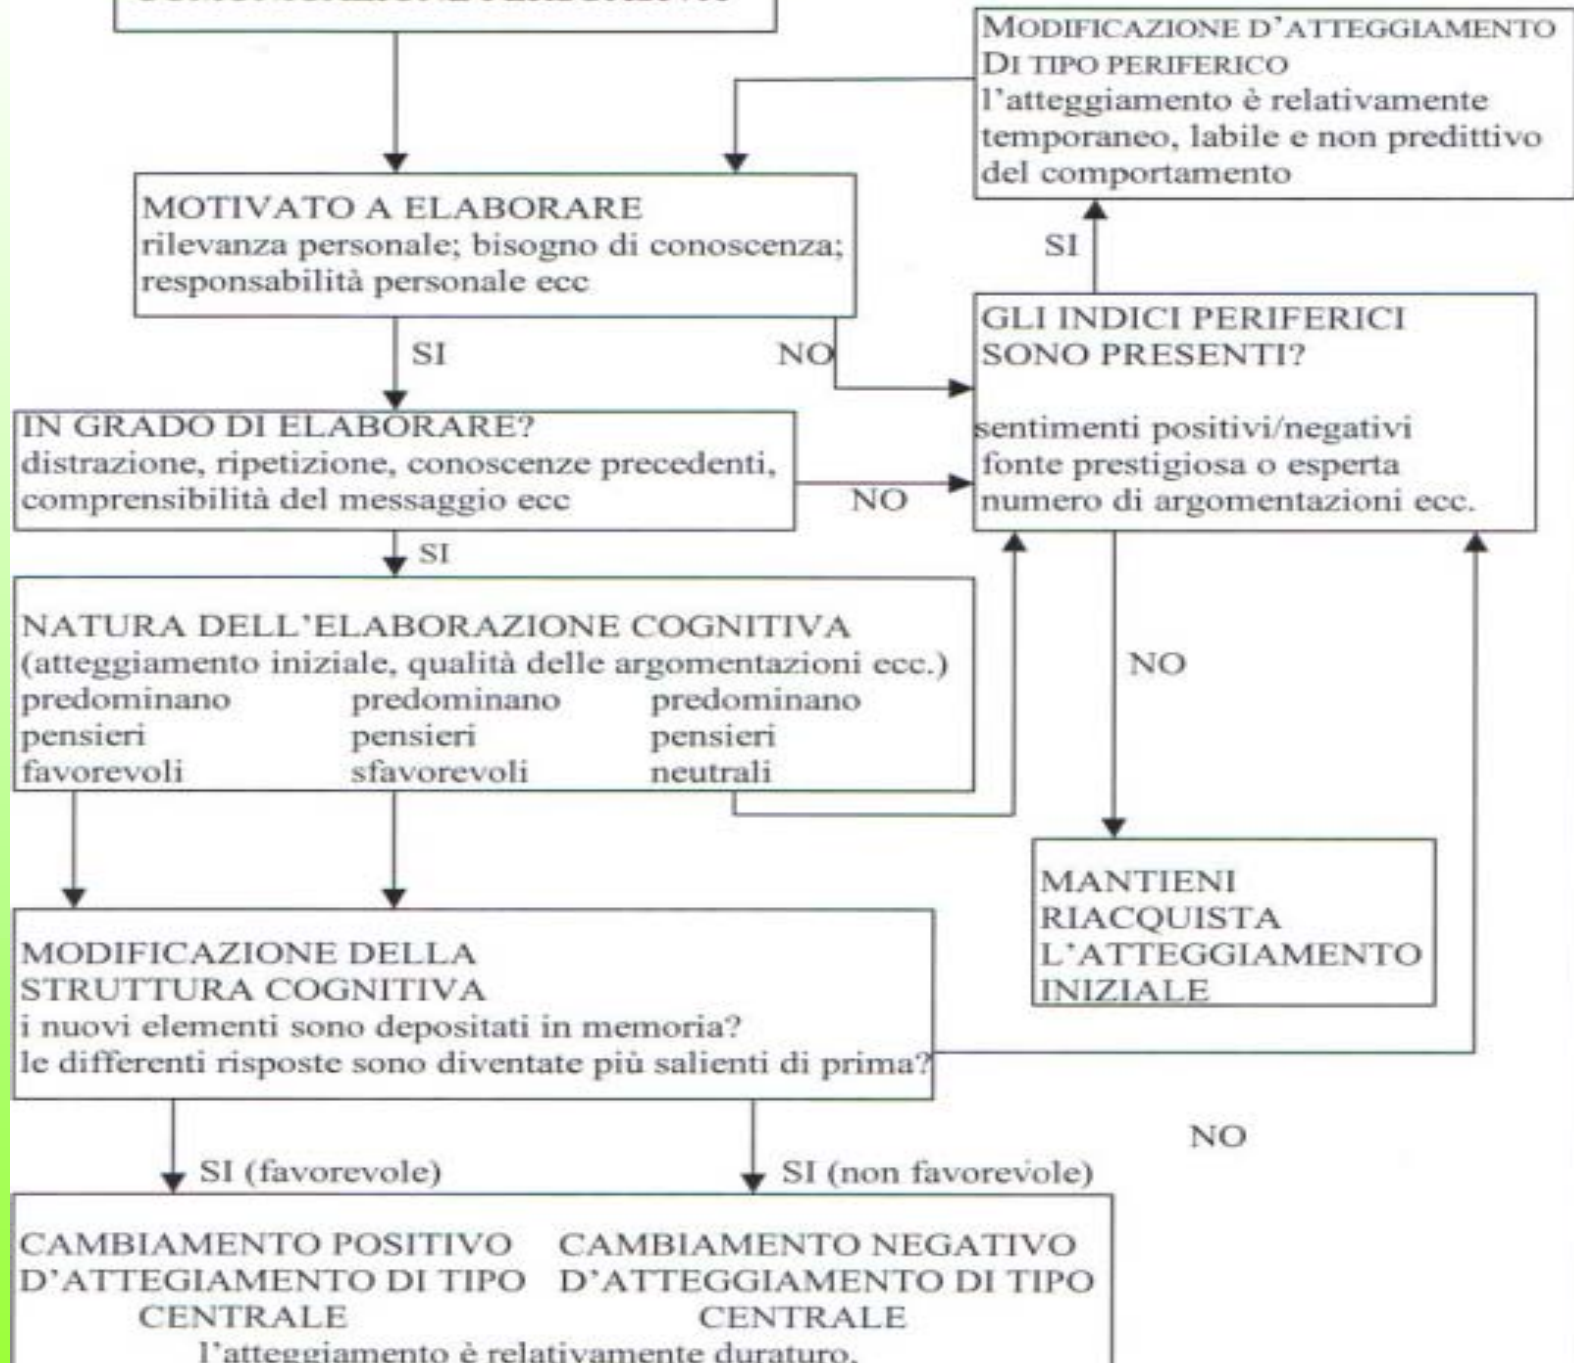 MODIFICAZIONE D'ATTEGGIAMENTO
DI TIPO PERIFERICO
l'atteggiamento è relativamente
temporaneo, labile e non predittivo
del comportamento
MOTIVATO A ELABORARE
rilevanza personale; bisogno di conoscenza;
responsabilità personale ecc
SI
GLI INDICI PERIFERICI
SONO PRESENTI?
sentimenti positivi/negativi
fonte prestigiosa o esperta
numero di argomentazioni ecc.
SI
NO
IN GRADO DI ELABORARE?
distrazione, ripetizione, conoscenze precedenti,
comprensibilità del messaggio ecc
NO
SI
NATURA DELL'ELABORAZIONE COGNITIVA
(atteggiamento iniziale, qualità delle argomentazioni ecc.)
predominano predominano predominano
pensieri pensieri pensieri
favorevoli sfavorevoli neutrali
NO
MANTIENI
RIACQUISTA
L'ATTEGGIAMENTO
INIZIALE
MODIFICAZIONE DELLA
STRUTTURA COGNITIVA
i nuovi elementi sono depositati in memoria?
le differenti risposte sono diventate più salienti di prima?
NO
SI (favorevole)
SI (non favorevole)
CAMBIAMENTO POSITIVO CAMBIAMENTO NEGATIVO
D'ATTEGIAMENTO DI TIPO D'ATTEGGIAMENTO DI TIPO
CENTRALE CENTRALE
l'atteggiamento è relativamente duraturo,